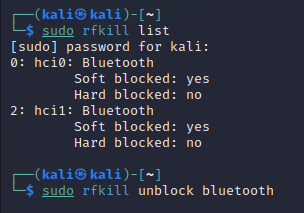 ┌──(kali㉿kali)-[~]
└─$ sudo rfkill list
[sudo] password for kali:
0: hci0: Bluetooth
Soft blocked: yes
Hard blocked: no
2: hci1: Bluetooth
Soft blocked: yes
Hard blocked: no
┌──(kali㉿kali)-[~]
└─$ sudo rfkill unblock bluetooth